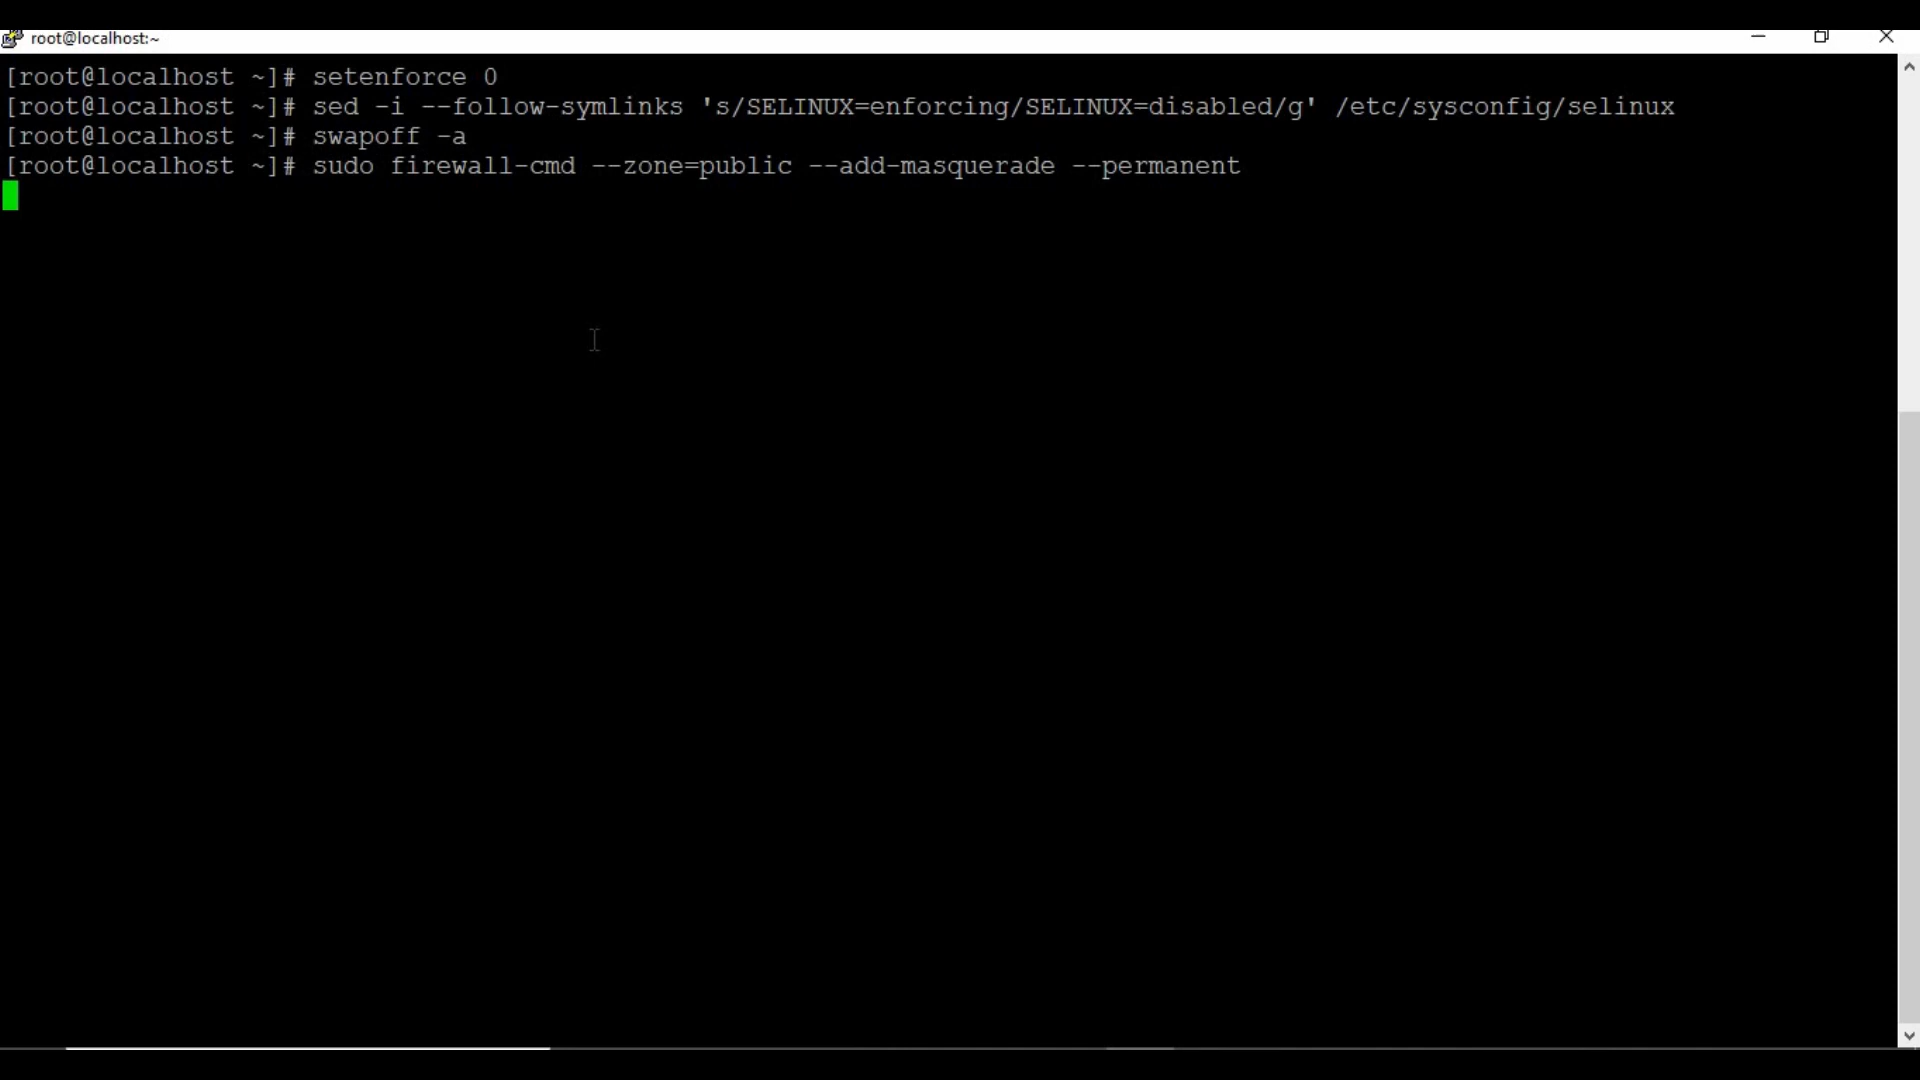 root@localhost:~
[root@localhost ~]# setenforce 0
[root@localhost ~]# sed -i --follow-symlinks 's/SELINUX=enforcing/SELINUX=disabled/g' /etc/sysconfig/selinux
[root@localhost ~]# swapoff -a
[root@localhost ~]# sudo firewall-cmd --zone=public --add-masquerade --permanent